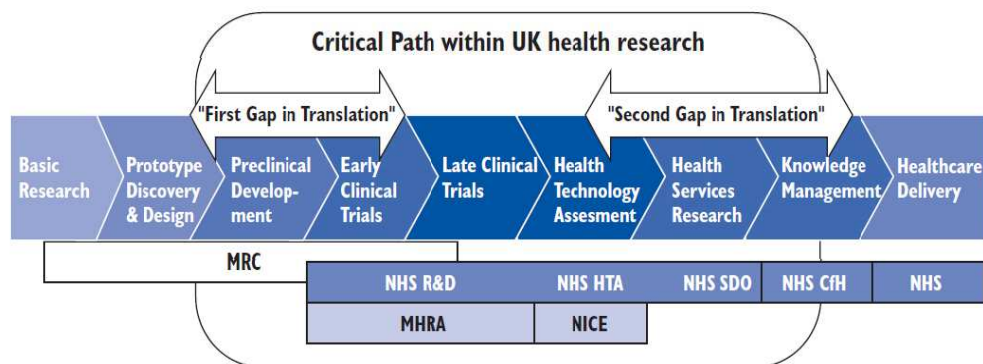 Critical Path within UK health research
"First Gap in Translation"
"Second Gap in Translation"
Basic
Research
Prototype
Discovery
& Design
Preclinical
Develop-
ment
Early
Clinical
Trials
Late Clinical
Trials
Health
Technology
Assesment
Health
Services
Research
Knowledge
Management
Healthcare
Delivery
MRC
NHS R&D
NHS HTA
NHS SDO
NHS CfH
NHS
MHRA
NICE